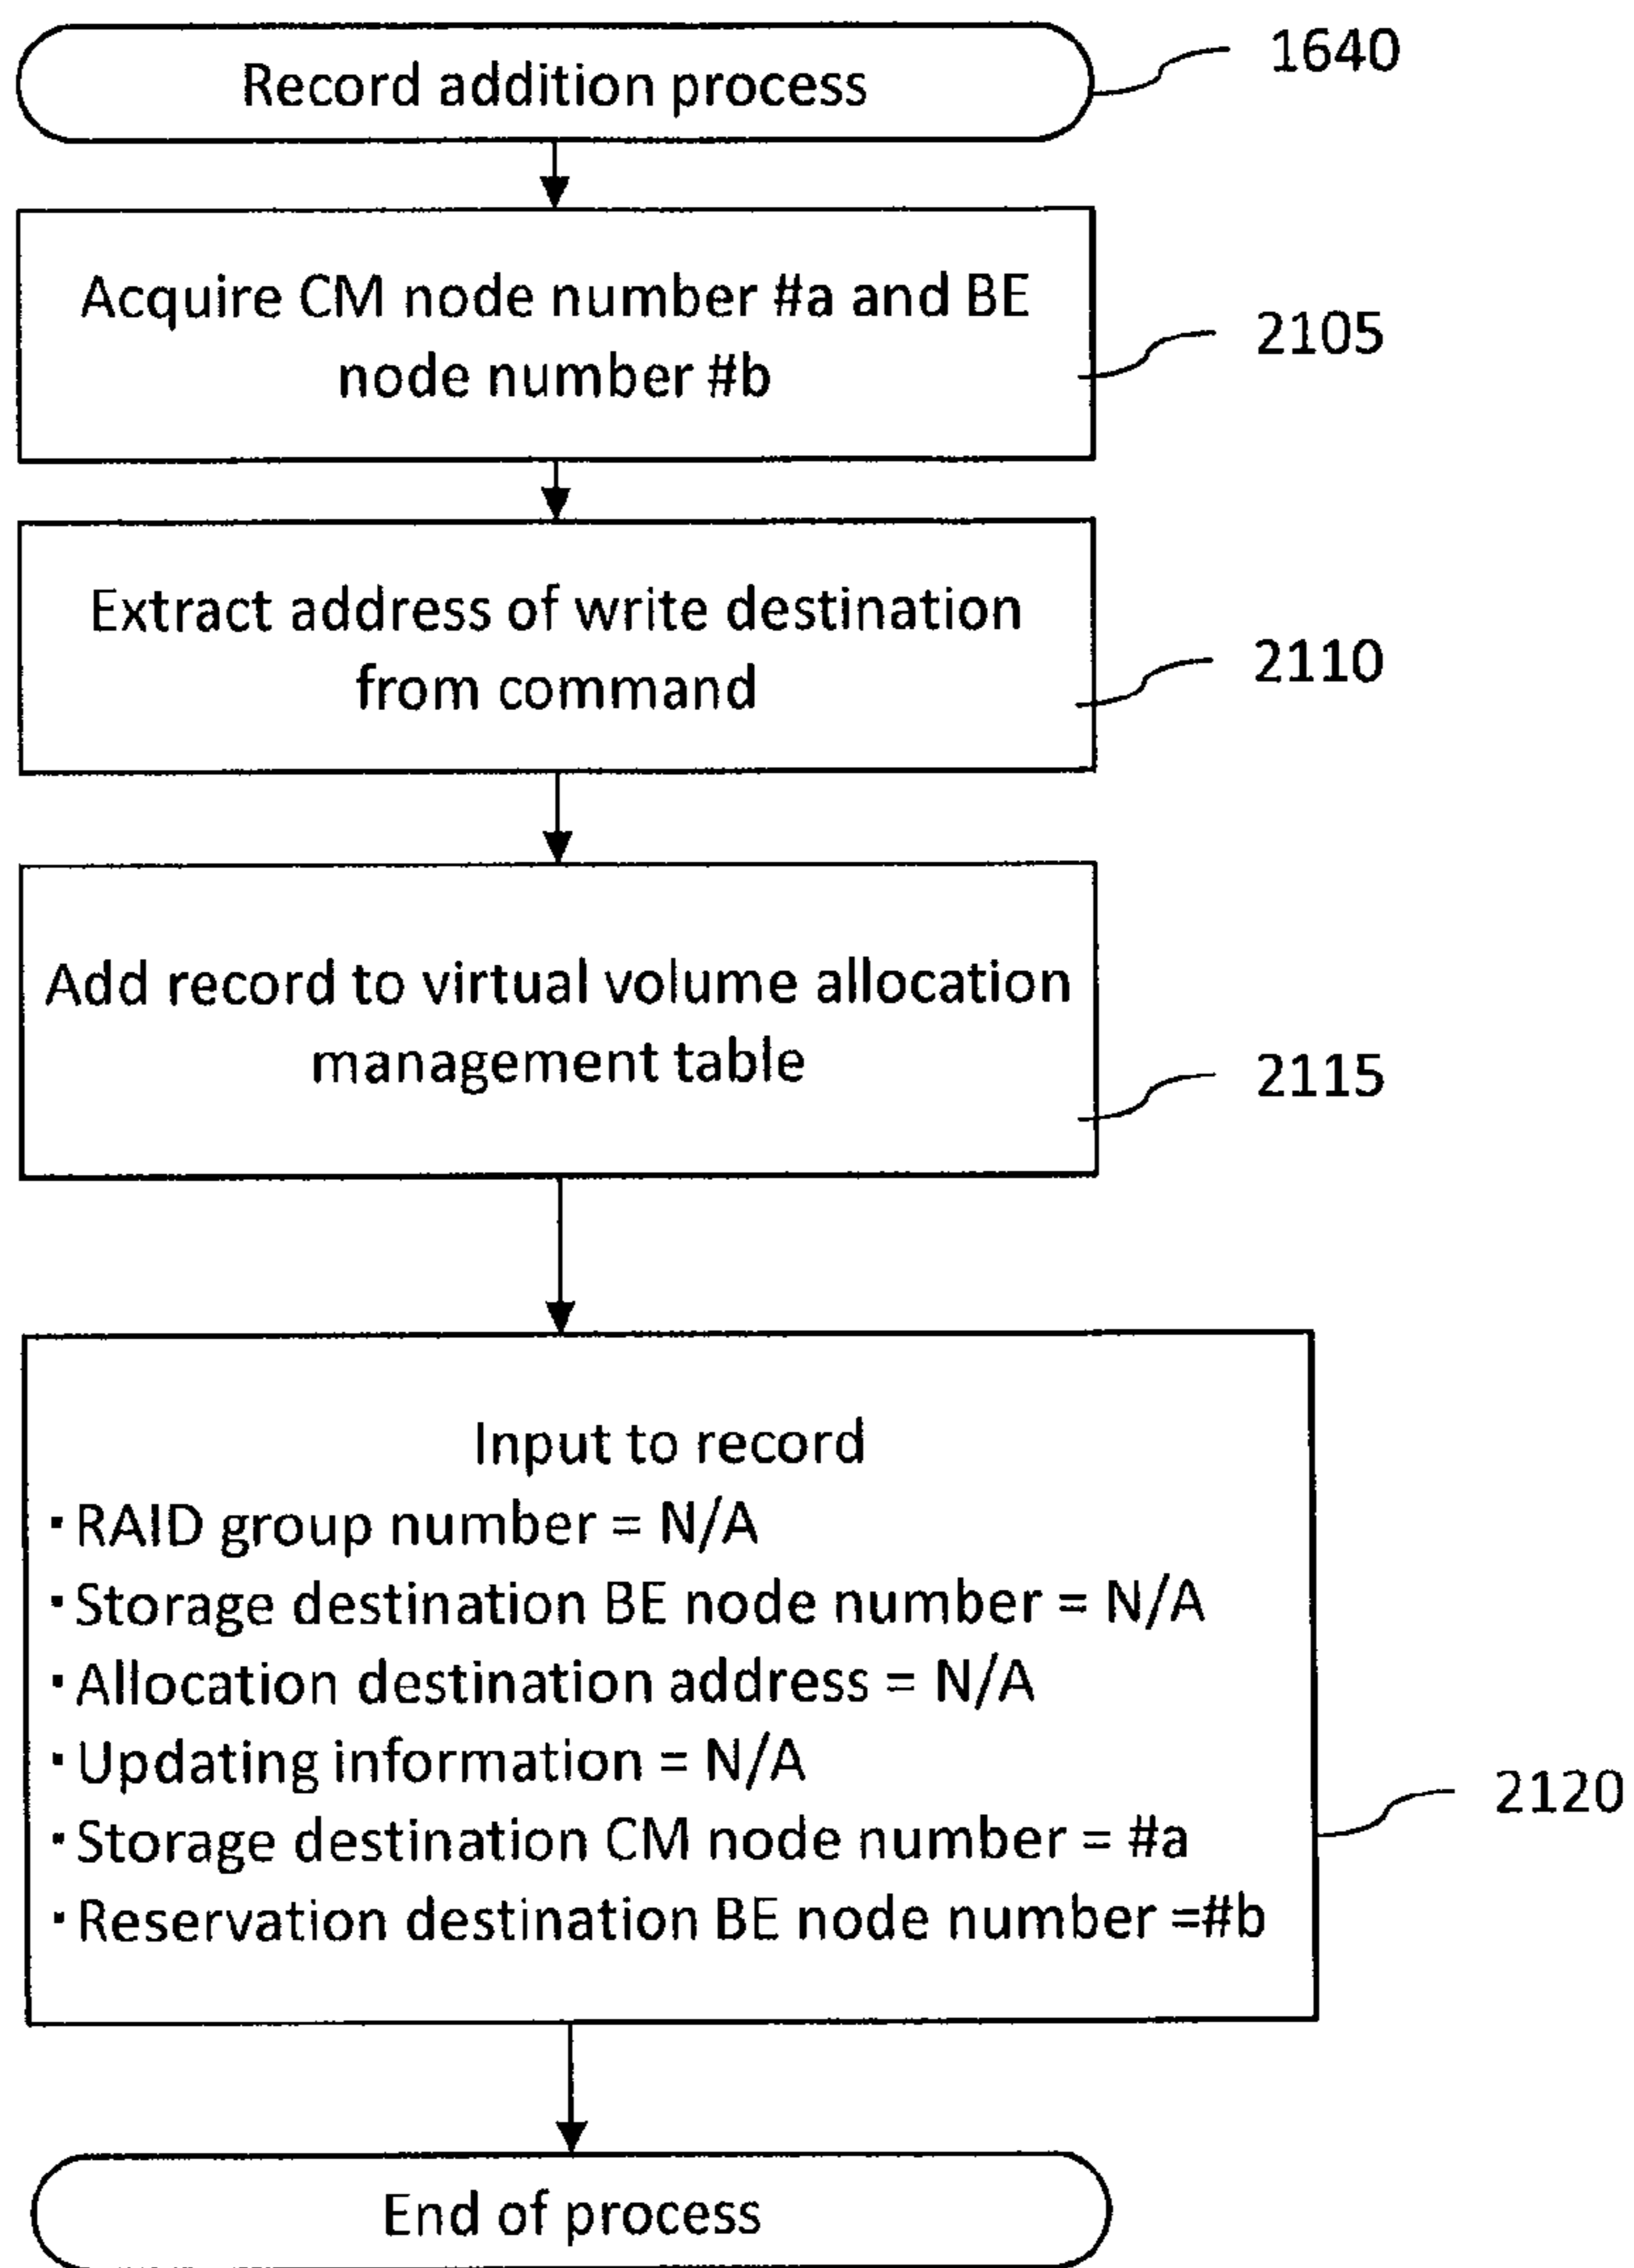 Record addition process
1640
Acquire CM node number #a and BE
node number #b
2105
Extract address of write destination
from command
2110
Add record to virtual volume allocation
management table
2115
Input to record
・RAID group number = N/A
・Storage destination BE node number = N/A
・Allocation destination address = N/A
・Updating information = N/A
・Storage destination CM node number = #a
・Reservation destination BE node number =#b
2120
End of process